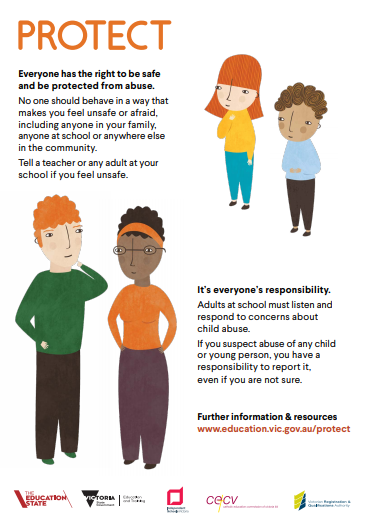 PROTECT
Everyone has the right to be safe
and be protected from abuse.
No one should behave in a way that
makes you feel unsafe or afraid,
including anyone in your family,
anyone at school or anywhere else
in the community.
Tell a teacher or any adult at your
school if you feel unsafe.
It's everyone's responsibility.
Adults at school must listen and
respond to concerns about
child abuse.
If you suspect abuse of any child
or young person, you have a
responsibility to report it,
even if you are not sure.
Further information & resources
www.education.vic.gov.au/protect
THE
EDUCATION
STATE
VICTORIA
State
Government
Education
and Training
Independent
Schools Victoria
cecv
Victorian Registration &
Qualifications Authority